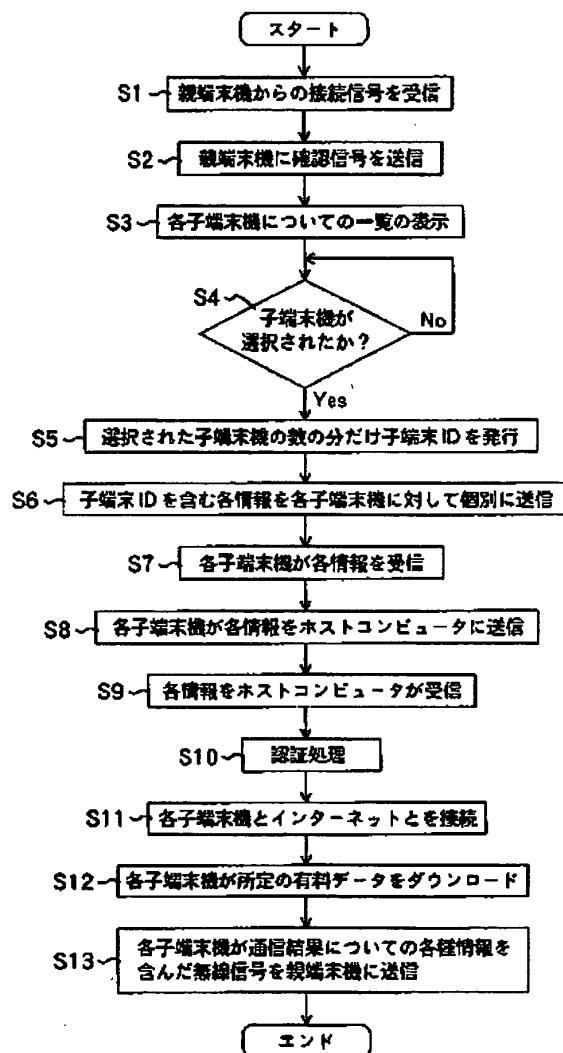 スタート
S1
親端末機からの接続信号を受信
S2
親端末機に確認信号を送信
S3
各子端末機についての一覧の表示
S4
子端末機が
選択されたか?
No
Yes
S5
選択された子端末機の数の分だけ子端末IDを発行
S6
子端末IDを含む各情報を各子端末機に対して個別に送信
S7
各子端末機が各情報を受信
S8
各子端末機が各情報をホストコンピュータに送信
S9
各情報をホストコンピュータが受信
S10
認証処理
S11
各子端末機とインターネットとを接続
S12
各子端末機が所定の有料データをダウンロード
S13
各子端末機が通信結果についての各種情報を
含んだ無線信号を親端末機に送信
エンド